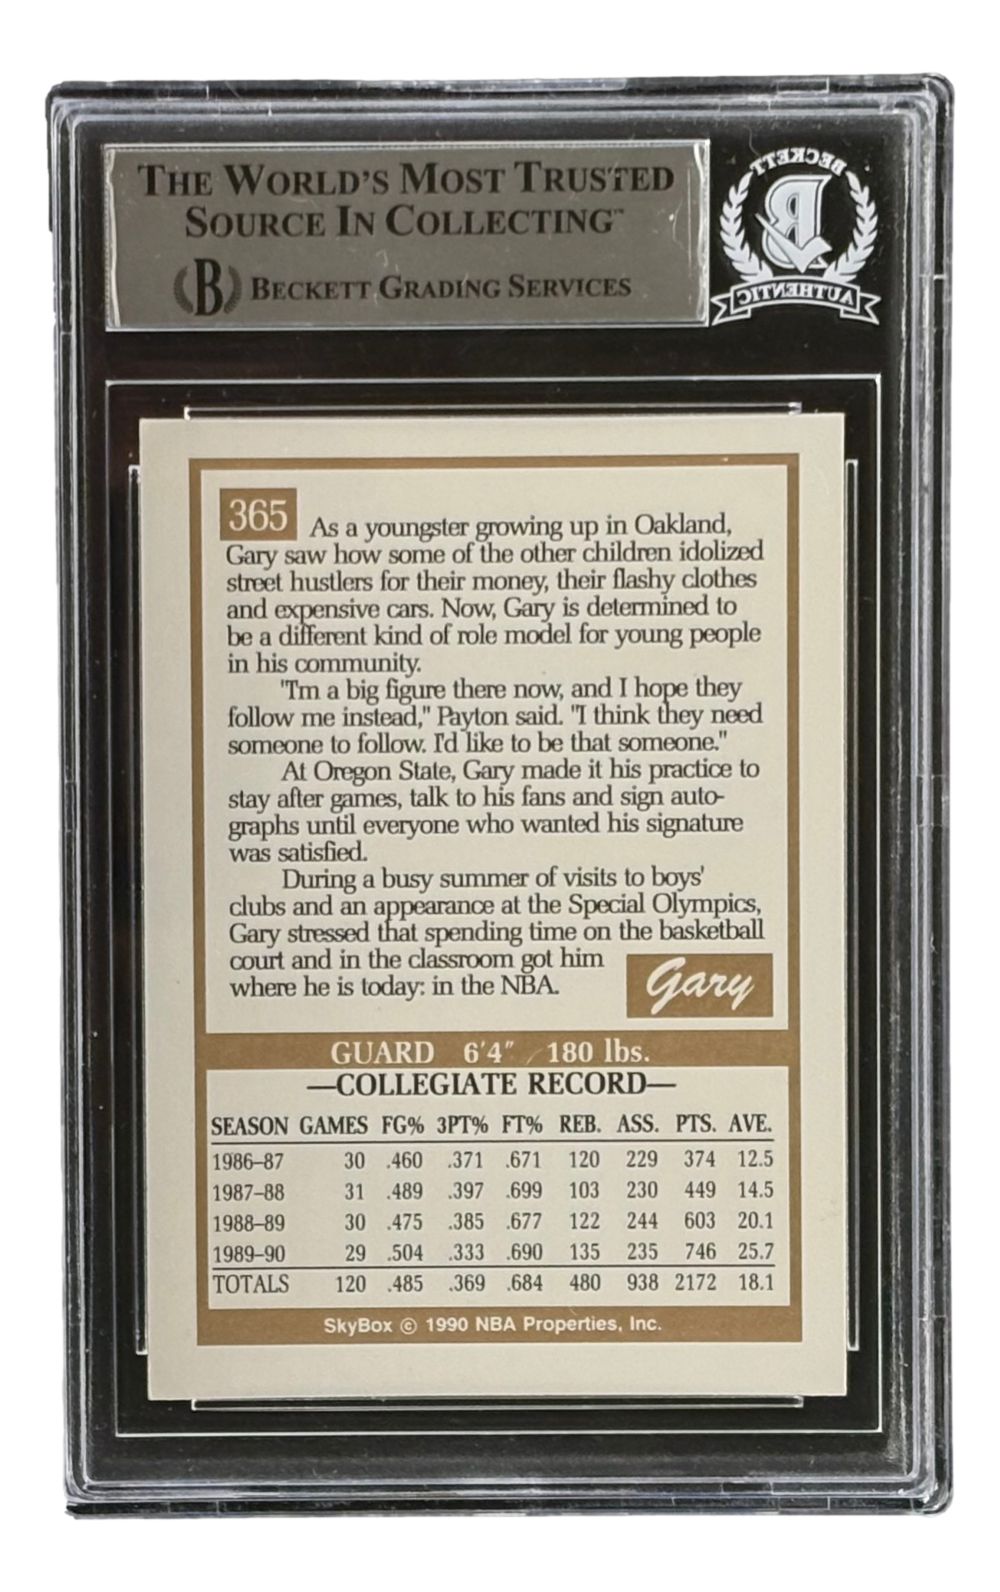 THE WORLD'S MOST TRUSTED
SOURCE IN COLLECTING™
B BECKETT GRADING SERVICES
BECKETT
B
AUTHENTIC
365
As a youngster growing up in Oakland,
Gary saw how some of the other children idolized
street hustlers for their money, their flashy clothes
and expensive cars. Now, Gary is determined to
be a different kind of role model for young people
in his community.
"I'm a big figure there now, and I hope they
follow me instead," Payton said. "I think they need
someone to follow. I'd like to be that someone."
At Oregon State, Gary made it his practice to
stay after games, talk to his fans and sign auto-
graphs until everyone who wanted his signature
was satisfied.
During a busy summer of visits to boys'
clubs and an appearance at the Special Olympics,
Gary stressed that spending time on the basketball
court and in the classroom got him
where he is today: in the NBA.
Gary
GUARD 6'4" / 180 lbs.
—COLLEGIATE RECORD—
SEASON GAMES FG% 3PT% FT% REB. ASS. PTS. AVE.
1986–87 30 .460 .371 .671 120 229 374 12.5
1987–88 31 .489 .397 .699 103 230 449 14.5
1988–89 30 .475 .385 .677 122 244 603 20.1
1989–90 29 .504 .333 .690 135 235 746 25.7
TOTALS 120 .485 .369 .684 480 938 2172 18.1
SkyBox © 1990 NBA Properties, Inc.